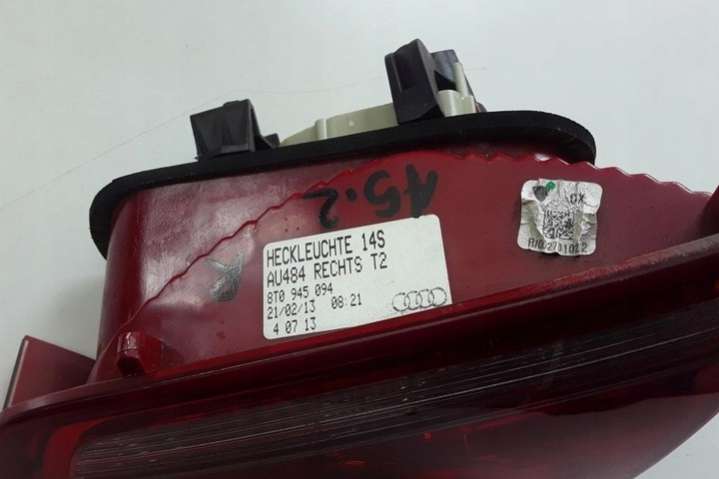 A5.2
HECKLEUCHTE 14S
AU484 RECHTS T2
8T0 945 094
21/02/13 08:21
4 07 13